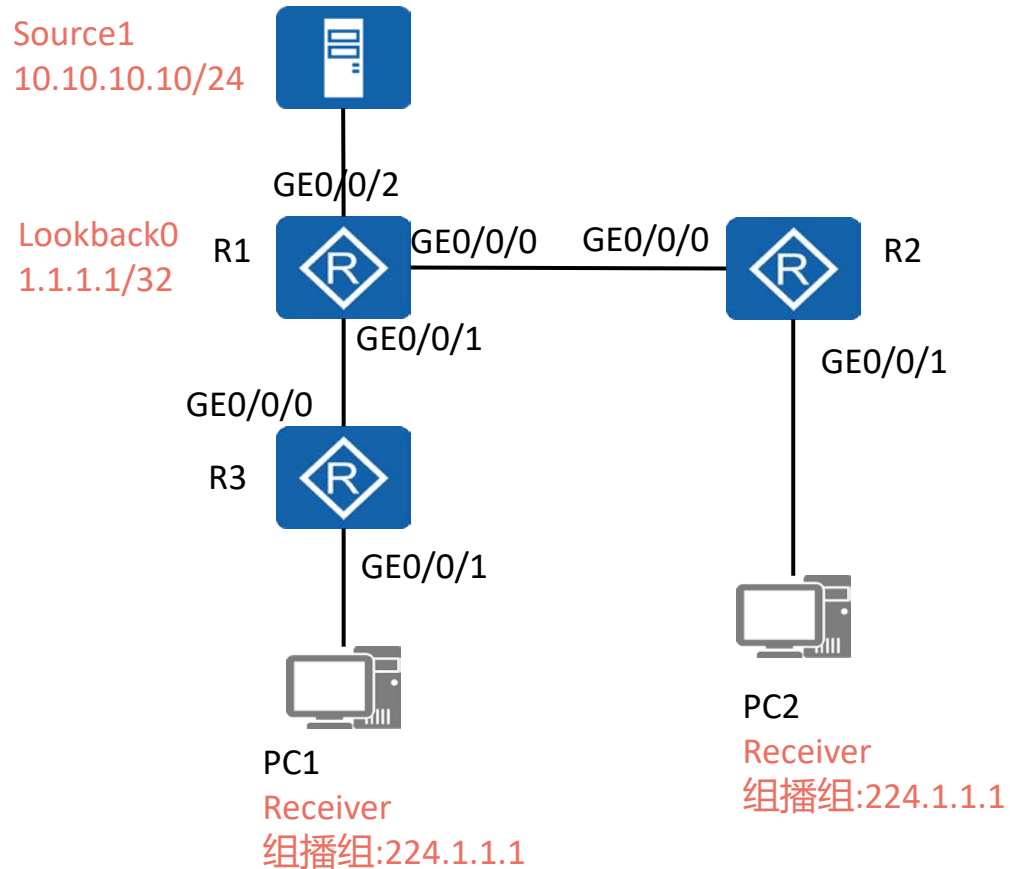 Source1
10.10.10.10/24
GE0/0/2
Lookback0
1.1.1.1/32
R1
R
GE0/0/0
GE0/0/0
R
R2
GE0/0/1
GE0/0/1
GE0/0/0
R3
R
GE0/0/1
PC1
Receiver
组播组:224.1.1.1
PC2
Receiver
组播组:224.1.1.1